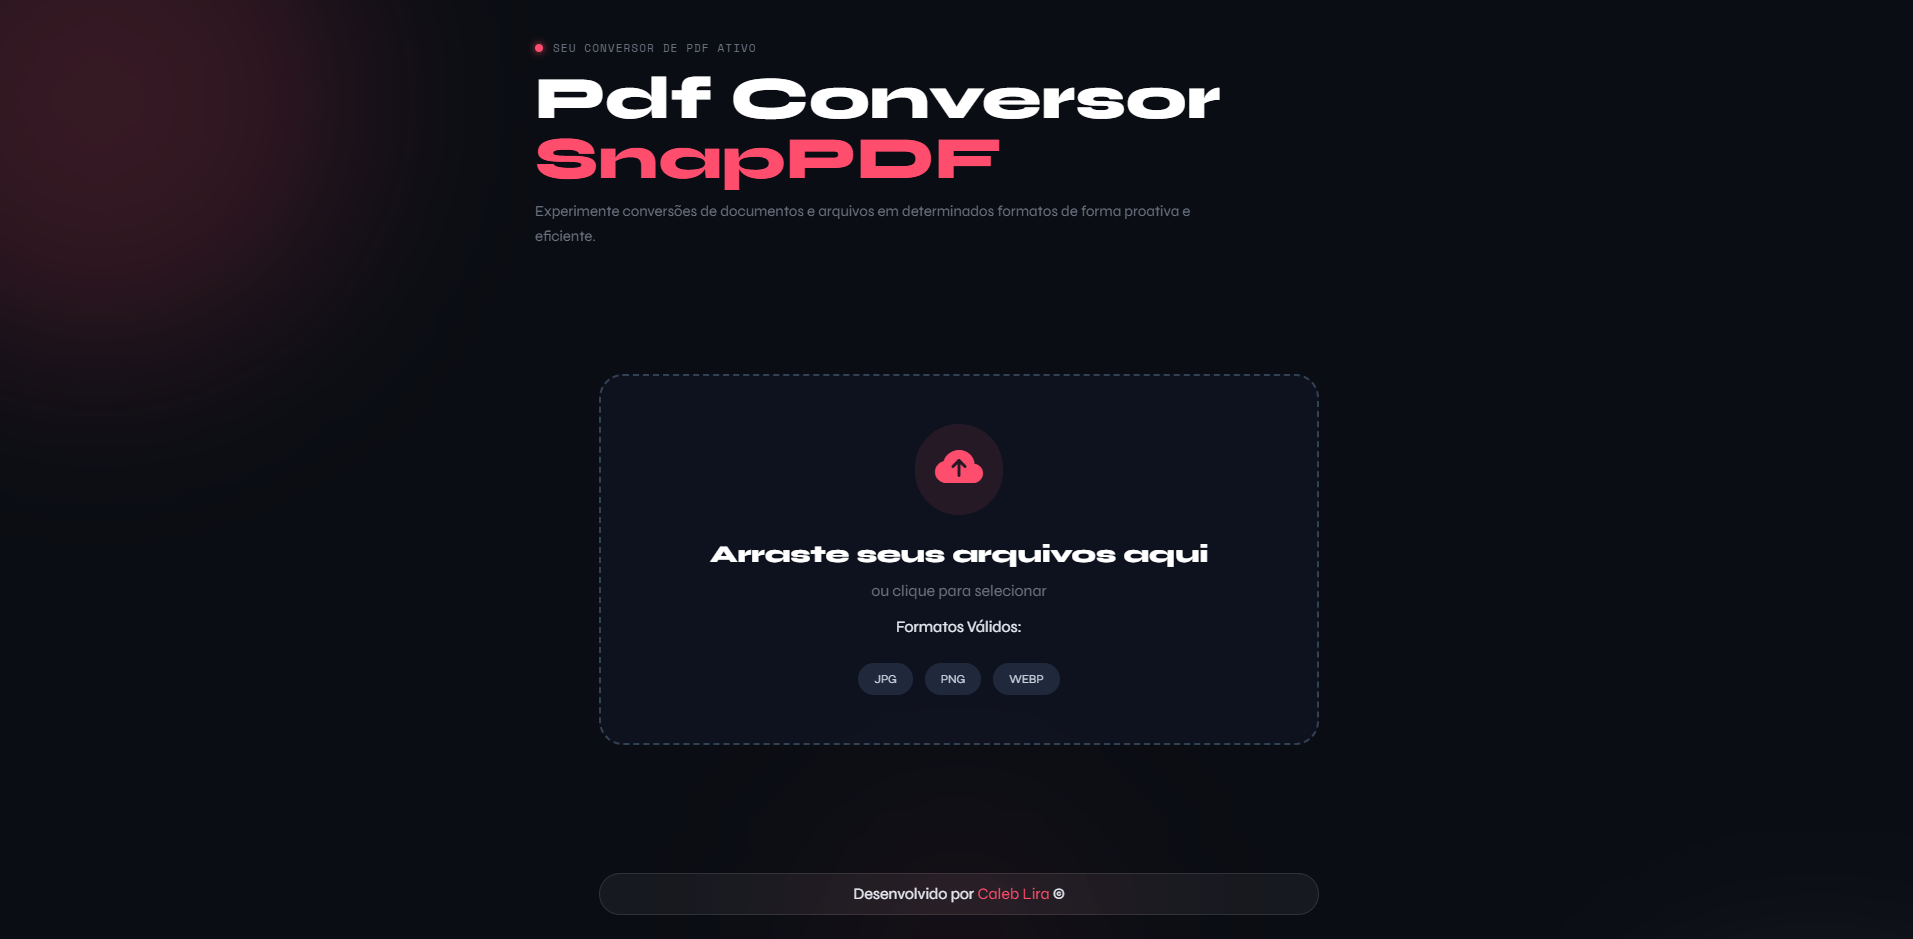 SEU CONVERSOR DE PDF ATIVO
Pdf Conversor
SnapPDF
Experimente conversões de documentos e arquivos em determinados formatos de forma proativa e
eficiente.
Arraste seus arquivos aqui
ou clique para selecionar
Formatos Válidos:
JPG PNG WEBP
Desenvolvido por Caleb Lira ©